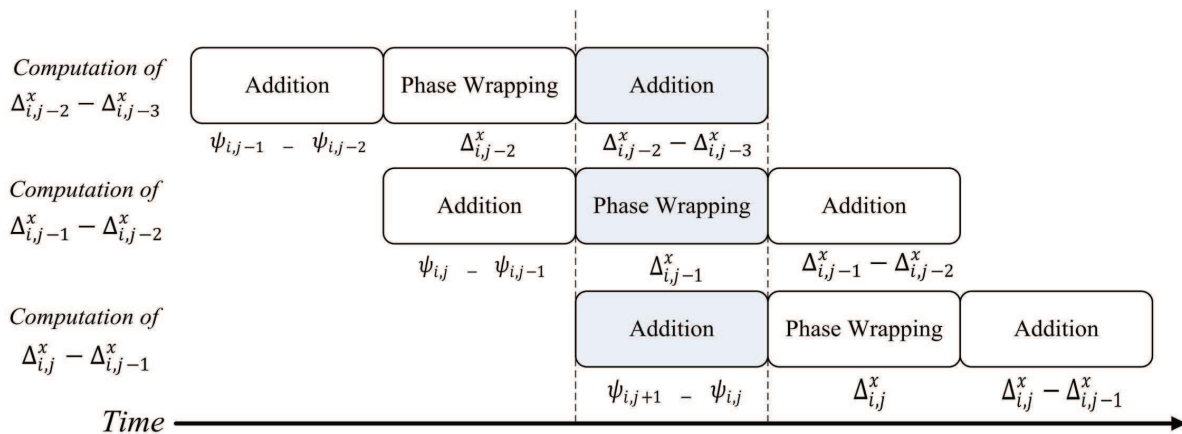 Computation of
Δ^x_{i,j−2} − Δ^x_{i,j−3}
Addition
Phase Wrapping
Addition
ψ_{i,j−1} − ψ_{i,j−2}
Δ^x_{i,j−2}
Δ^x_{i,j−2} − Δ^x_{i,j−3}
Computation of
Δ^x_{i,j−1} − Δ^x_{i,j−2}
Addition
Phase Wrapping
Addition
ψ_{i,j} − ψ_{i,j−1}
Δ^x_{i,j−1}
Δ^x_{i,j−1} − Δ^x_{i,j−2}
Computation of
Δ^x_{i,j} − Δ^x_{i,j−1}
Addition
Phase Wrapping
Addition
ψ_{i,j+1} − ψ_{i,j}
Δ^x_{i,j}
Δ^x_{i,j} − Δ^x_{i,j−1}
Time